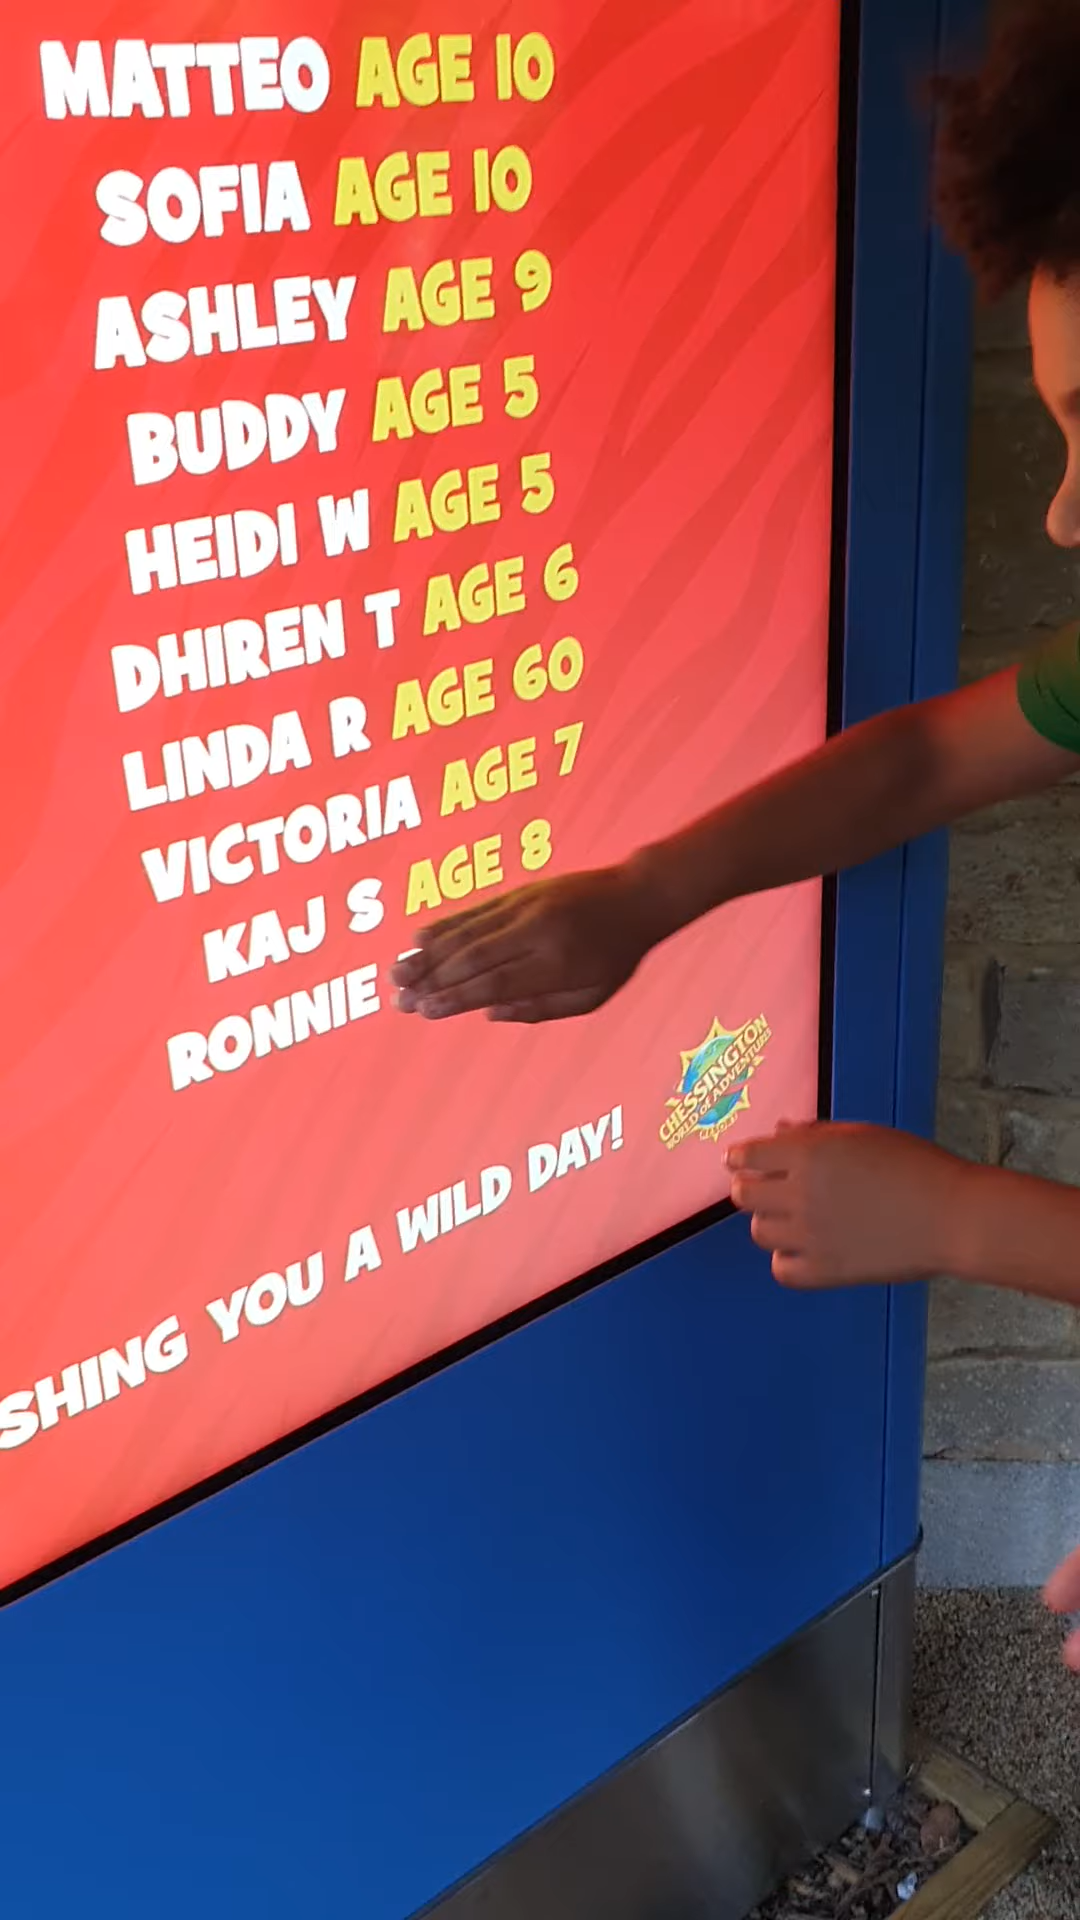 MATTEO AGE 10
SOFIA AGE 10
ASHLEY AGE 9
BUDDY AGE 5
HEIDI W AGE 5
DHIREN T AGE 6
LINDA R AGE 60
VICTORIA AGE 7
KAJ S AGE 8
RONNIE
SHING YOU A WILD DAY!
CHESSINGTON
WORLD OF ADVENTURES
RESORT